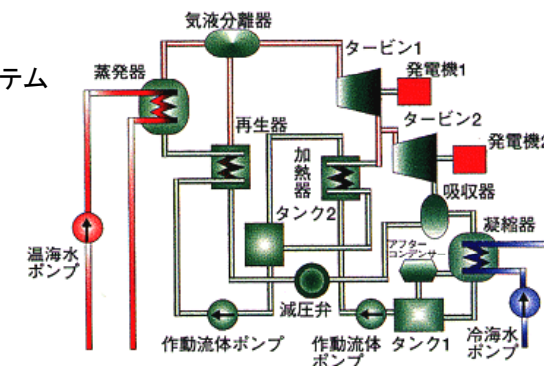 気液分離器
タービン1
テム
蒸発器
発電機1
タービン2
再生器
加熱器
発電機2
吸収器
タンク2
凝縮器
アフター
コンデンサー
温海水
ポンプ
減圧弁
作動流体ポンプ
作動流体
ポンプ
タンク1
冷海水
ポンプ